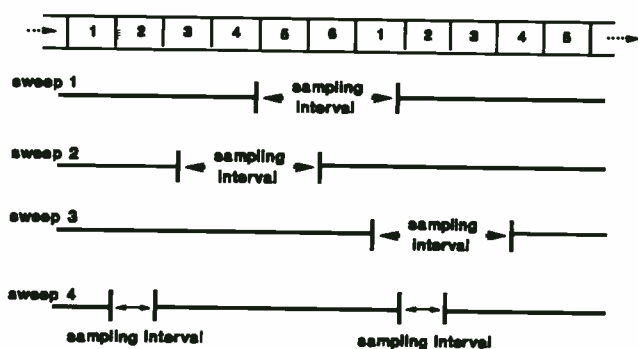 1 2 3 4 5 6 1 2 3 4 5
sweep 1
sampling
interval
sweep 2
sampling
interval
sweep 3
sampling
interval
sweep 4
sampling interval
sampling interval